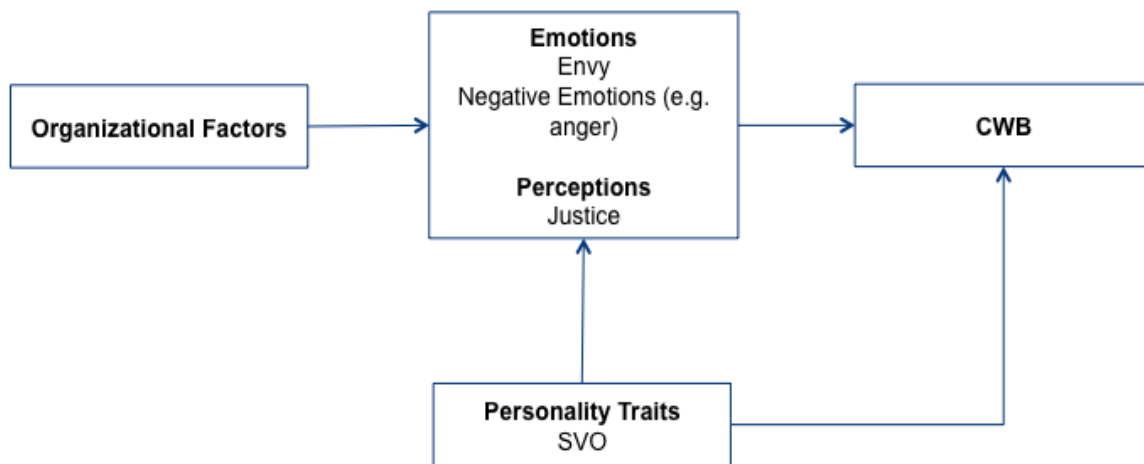 Emotions
Envy
Negative Emotions (e.g.
anger)
Perceptions
Justice
Organizational Factors
CWB
Personality Traits
SVO